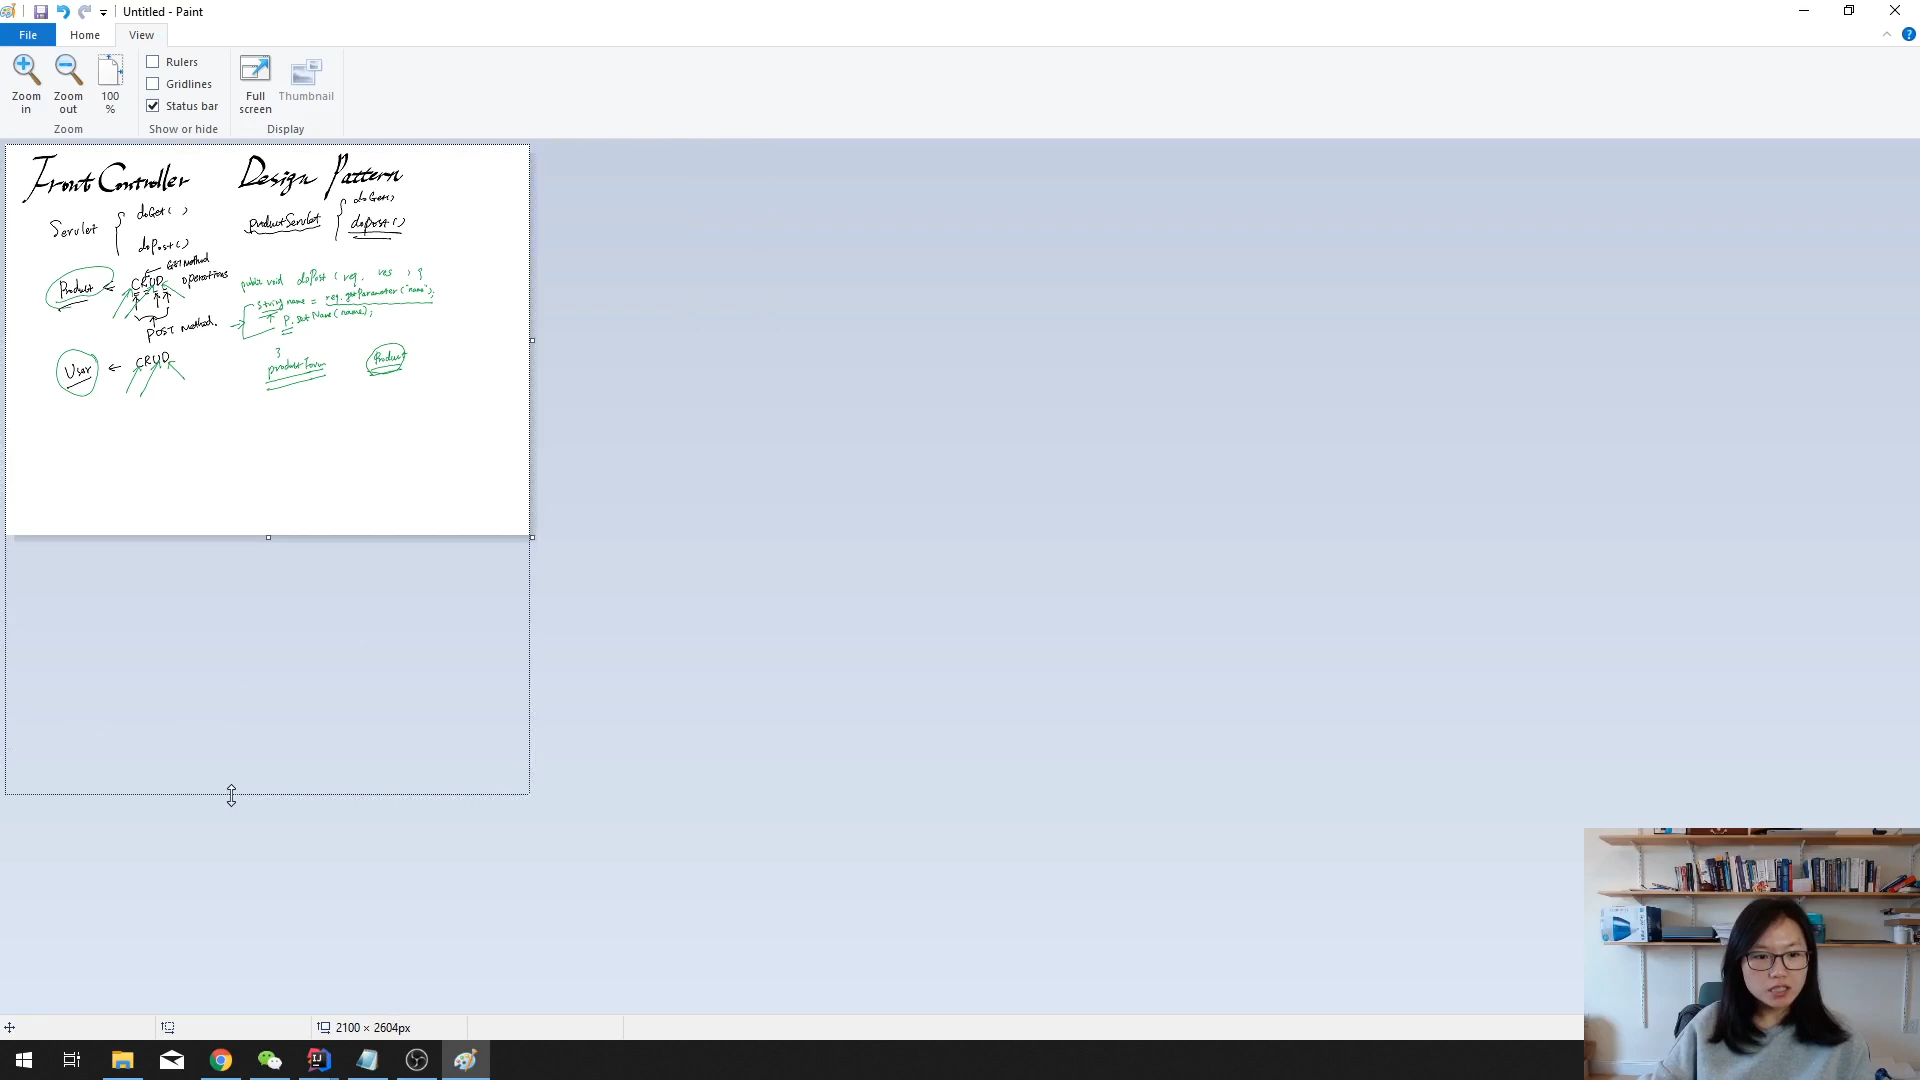 Untitled - Paint
File Home View
Zoom in
Zoom out
100 %
Rulers
Gridlines
Status bar
Full screen
Thumbnail
Zoom
Show or hide
Display
Front Controller Design Pattern
Servlet { doGet( )
doPost()
ProductServlet { doGet()
doPost()
GET Method
Product ← CRUD operations
POST Method.
public void doPost (req, res ) {
String name = req.getParameter("name");
P.setName(name);
}
productForm
Product
User ← CRUD
2100 × 2604px